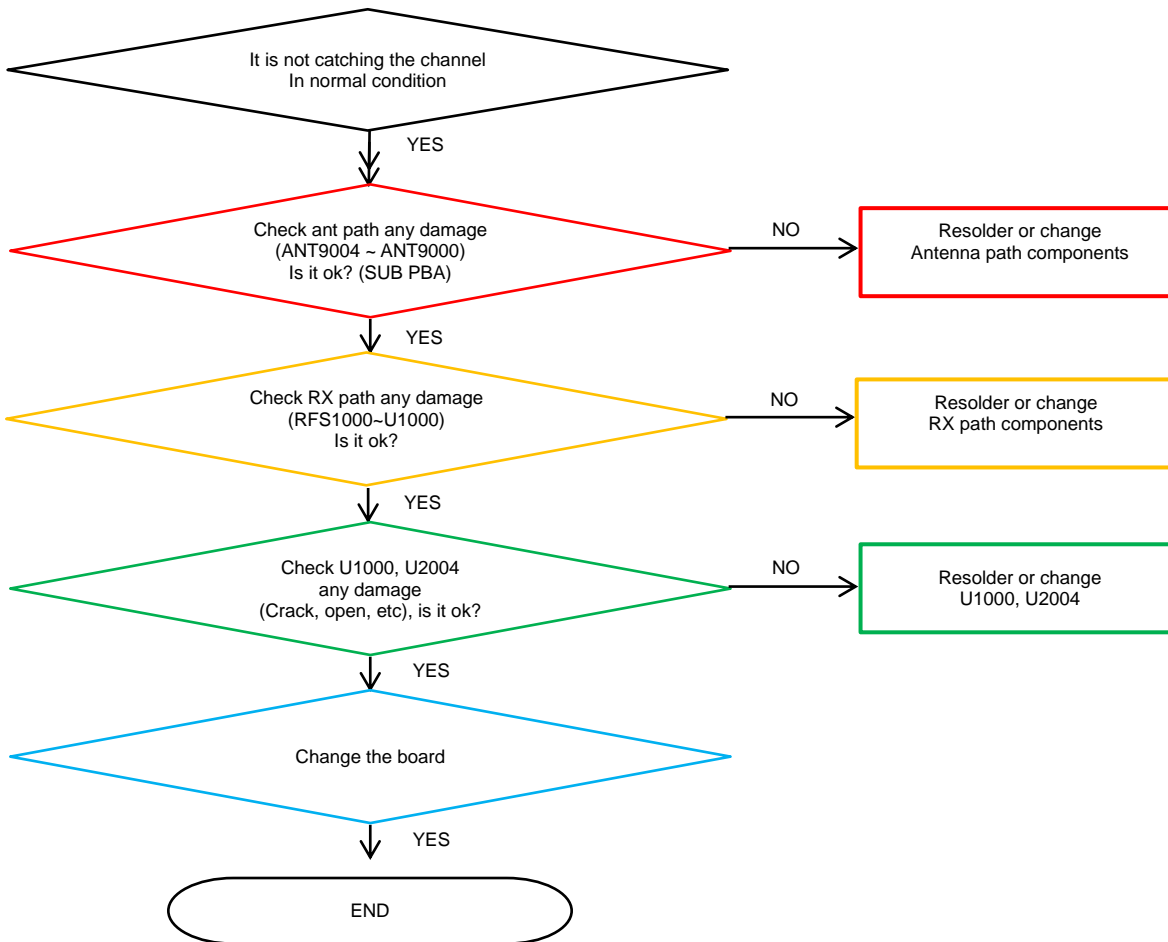 It is not catching the channel
In normal condition
YES
Check ant path any damage
(ANT9004 ~ ANT9000)
Is it ok? (SUB PBA)
NO
Resolder or change
Antenna path components
YES
Check RX path any damage
(RFS1000~U1000)
Is it ok?
NO
Resolder or change
RX path components
YES
Check U1000, U2004
any damage
(Crack, open, etc), is it ok?
NO
Resolder or change
U1000, U2004
YES
Change the board
YES
END